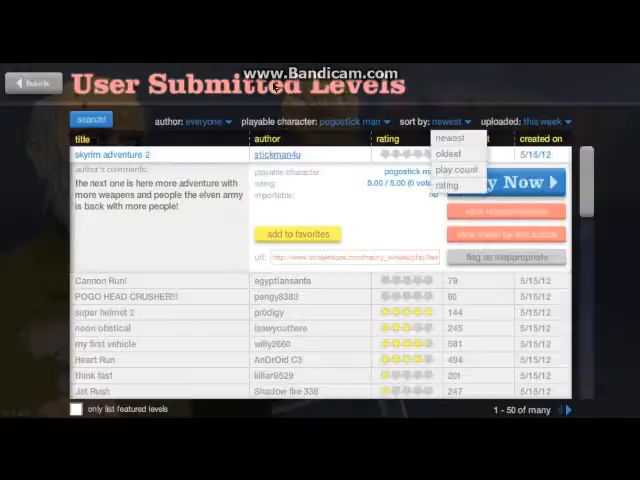 www.Bandicam.com
User Submitted Levels
search! author: everyone playable character: pogostick man sort by: newest uploaded: this week
title author rating created on
newest
oldest
play count
rating
skyrim adventure 2 stickman4u 5/15/12
author's comments:
the next one is here more adventure with
more weapons and people the elven army
is back with more people!
playable character: pogostick m
rating: 0.00 / 5.00 (0 vot
importable: no
y Now
add to favorites
url:
flag as inappropriate
Cannon Run! egyptiansanta 79 5/15/12
POGO HEAD CRUSHER!!! pengy8383 60 5/15/12
super helmet 2 pr0digy 144 5/15/12
neon obstical isewyouthere 245 5/15/12
my first vehicle willy2660 581 5/15/12
Heart Run AnDrOiD C3 494 5/15/12
think fast killer9529 201 5/15/12
Jet Rush Shadow fire 336 247 5/15/12
only list featured levels 1 - 50 of many